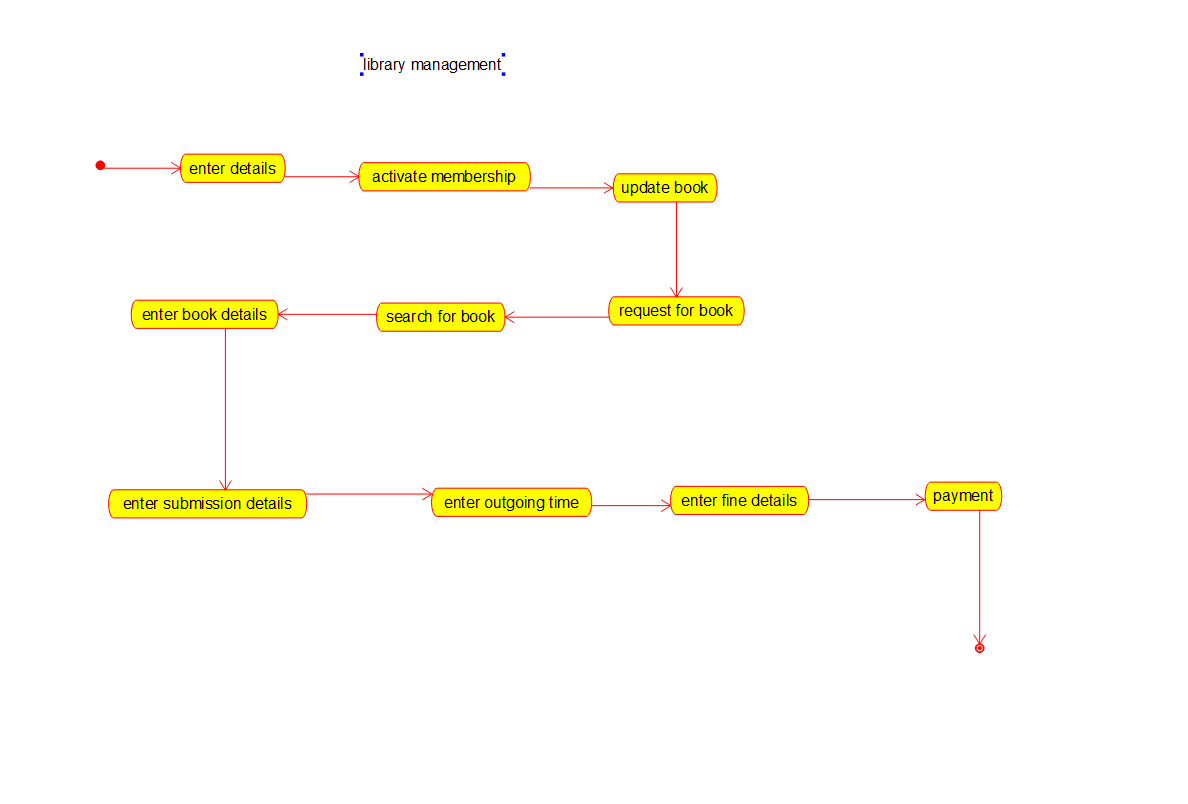 library management
enter details
activate membership
update book
request for book
search for book
enter book details
enter submission details
enter outgoing time
enter fine details
payment